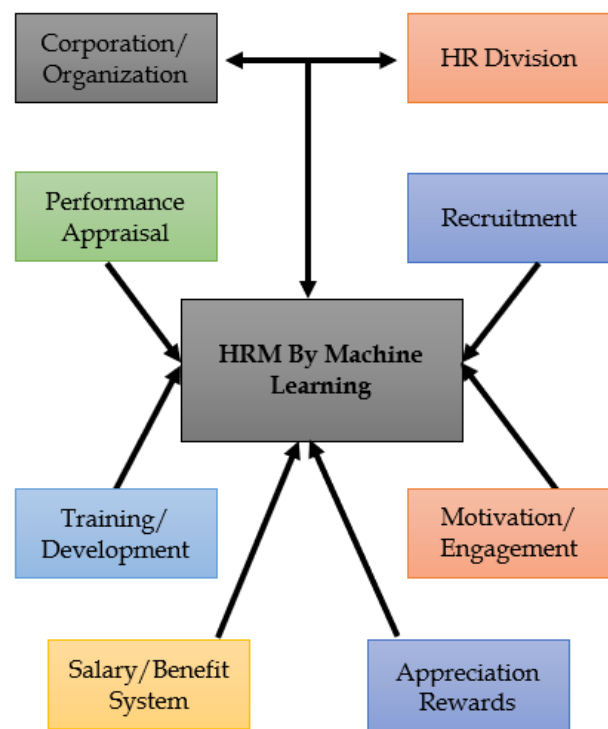 Corporation/
Organization
HR Division
Performance
Appraisal
Recruitment
HRM By Machine
Learning
Training/
Development
Motivation/
Engagement
Salary/Benefit
System
Appreciation
Rewards